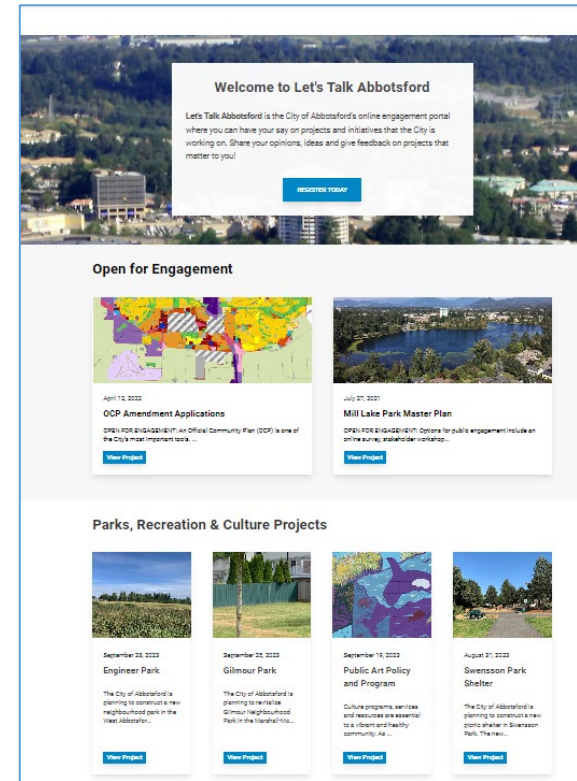 Welcome to Let's Talk Abbotsford
Let's Talk Abbotsford is the City of Abbotsford's online engagement portal
where you can have your say on projects and initiatives that the City is
working on. Share your opinions, ideas and give feedback on projects that
matter to you!
REGISTER TODAY
Open for Engagement
April 12, 2022
OCP Amendment Applications
OPEN FOR ENGAGEMENT: An Official Community Plan (OCP) is one of
the City's most important tools. ...
View Project
July 27, 2021
Mill Lake Park Master Plan
OPEN FOR ENGAGEMENT: Options for public engagement include an
online survey, stakeholder workshop...
View Project
Parks, Recreation & Culture Projects
September 28, 2023
Engineer Park
The City of Abbotsford is
planning to construct a new
neighbourhood park in the
West Abbotsfor...
View Project
September 25, 2023
Gilmour Park
The City of Abbotsford is
planning to revitalize
Gilmour Neighbourhood
Park in the Marshall-Mo...
View Project
September 19, 2023
Public Art Policy
and Program
Culture programs, services
and resources are essential
to a vibrant and healthy
community. As ...
View Project
August 31, 2023
Swensson Park
Shelter
The City of Abbotsford is
planning to construct a new
picnic shelter in Swensson
Park. The new...
View Project